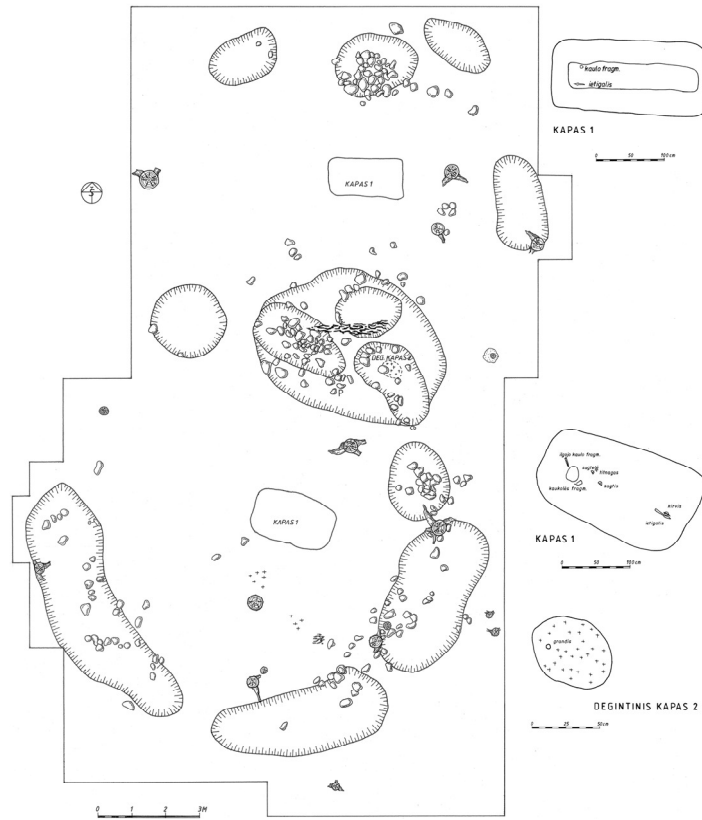 kaulo fragm.
ietigalis
KAPAS 1
0 50 100cm
KAPAS 1
DEG. KAPAS 2
ilgojo kaulo fragm.
kaukolės fragm.
KAPAS 1
KAPAS 1
0 50 100cm
grandis
DEGINTINIS KAPAS 2
0 25 50cm
0 1 2 3M